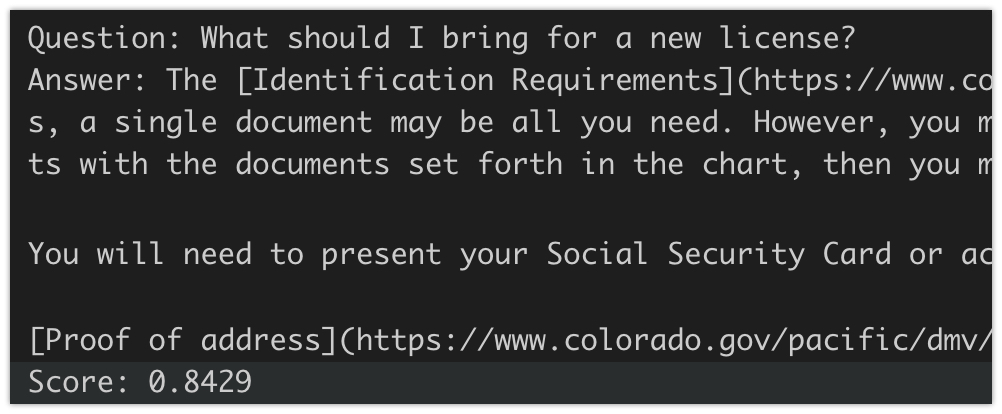 Question: What should I bring for a new license?
Answer: The [Identification Requirements](https://www.co
s, a single document may be all you need. However, you m
ts with the documents set forth in the chart, then you m
You will need to present your Social Security Card or ac
[Proof of address](https://www.colorado.gov/pacific/dmv/
Score: 0.8429